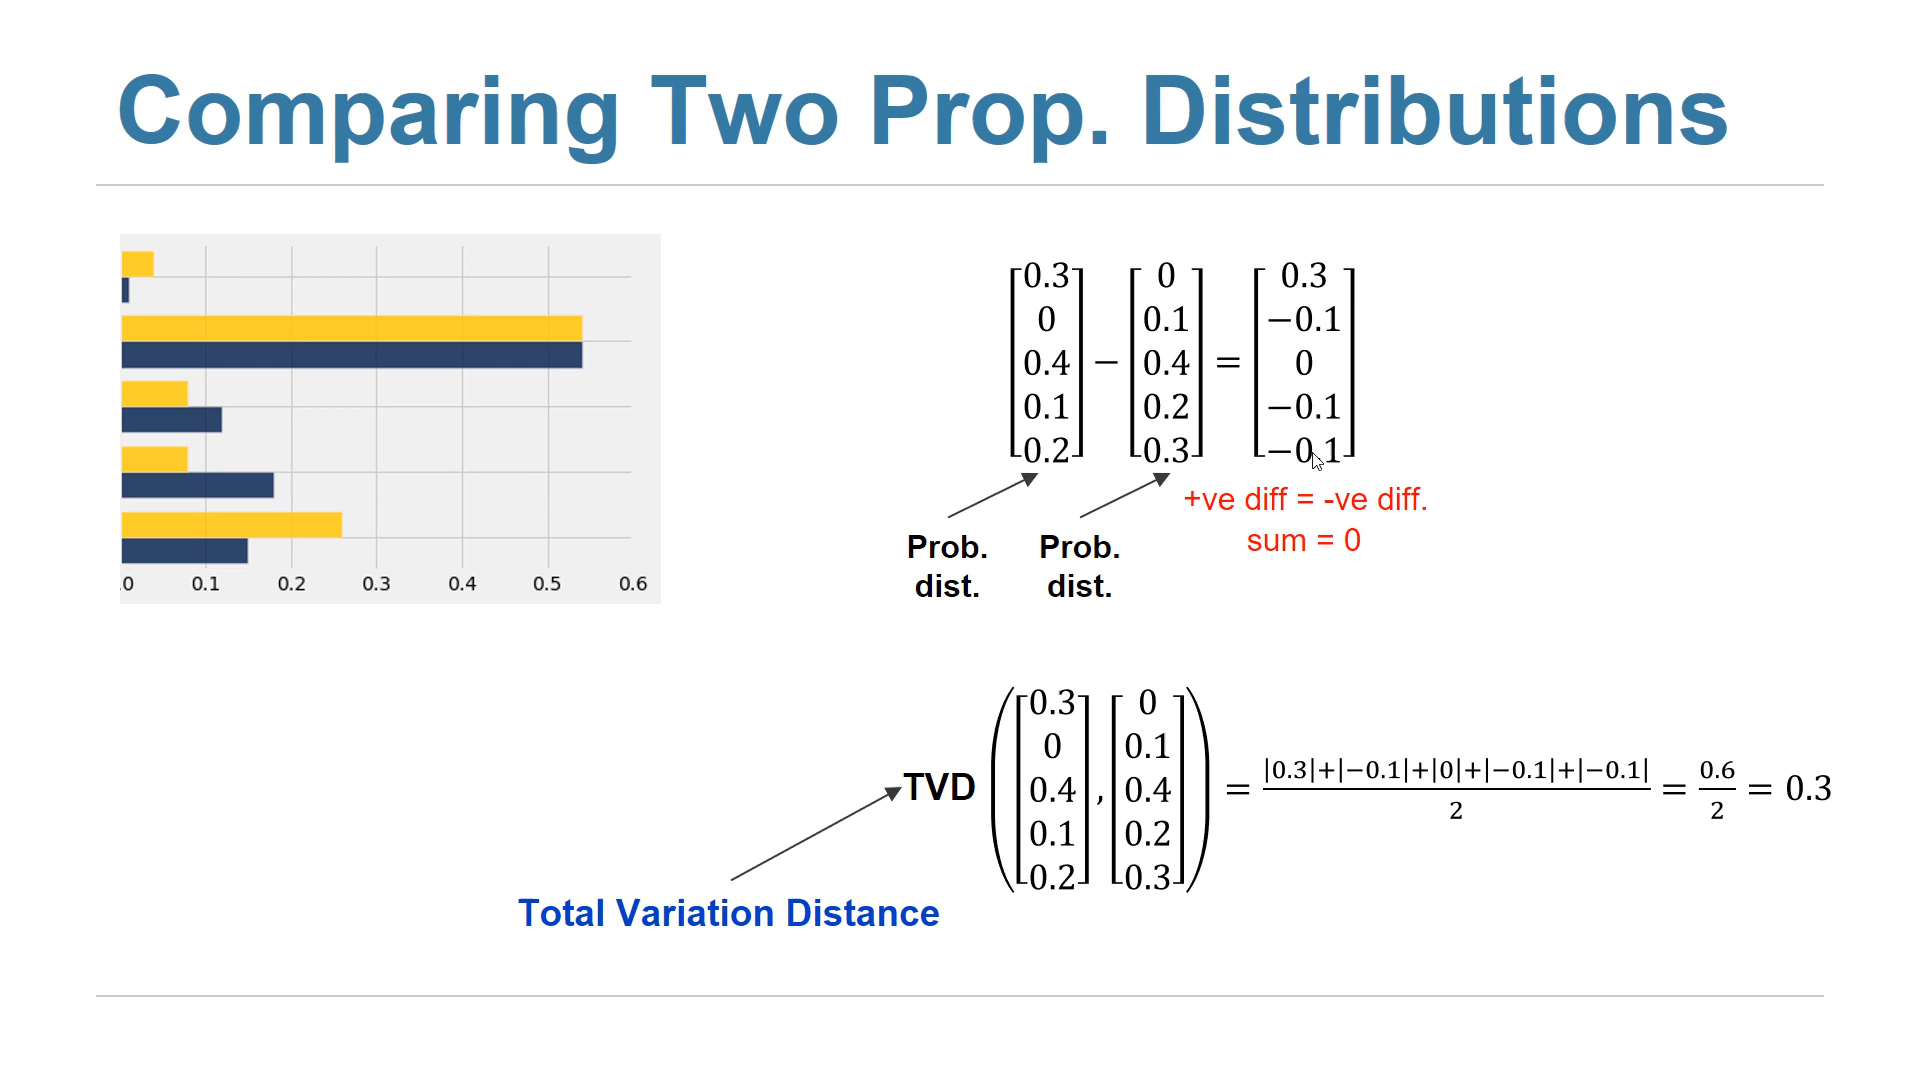 Comparing Two Prop. Distributions
.0 0.1 0.2 0.3 0.4 0.5 0.6
[0.3 0 0.4 0.1 0.2] − [0 0.1 0.4 0.2 0.3] = [0.3 −0.1 0 −0.1 −0.1]
+ve diff = -ve diff.
sum = 0
Prob.
dist.
Prob.
dist.
TVD ([0.3 0 0.4 0.1 0.2], [0 0.1 0.4 0.2 0.3]) = |0.3|+|−0.1|+|0|+|−0.1|+|−0.1| / 2 = 0.6 / 2 = 0.3
Total Variation Distance